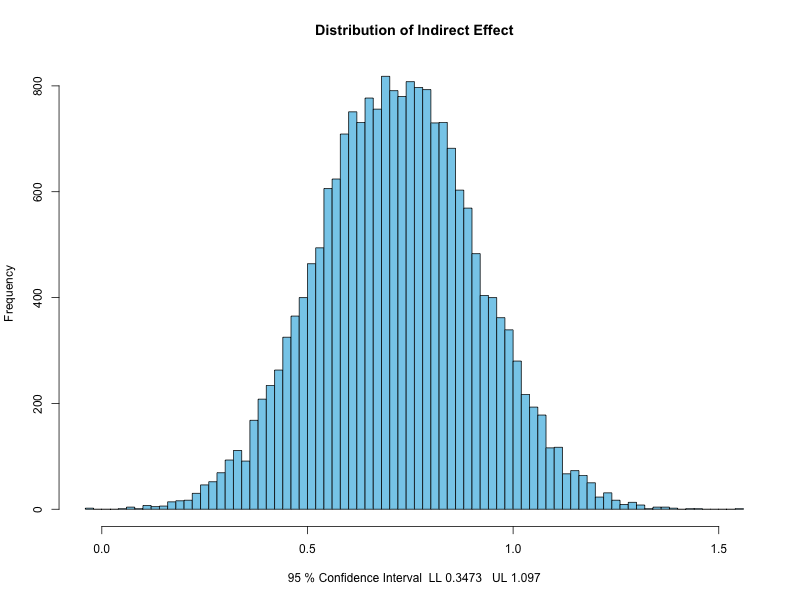 Distribution of Indirect Effect
Frequency
800
600
400
200
0
0.0 0.5 1.0 1.5
95 % Confidence Interval  LL 0.3473   UL 1.097